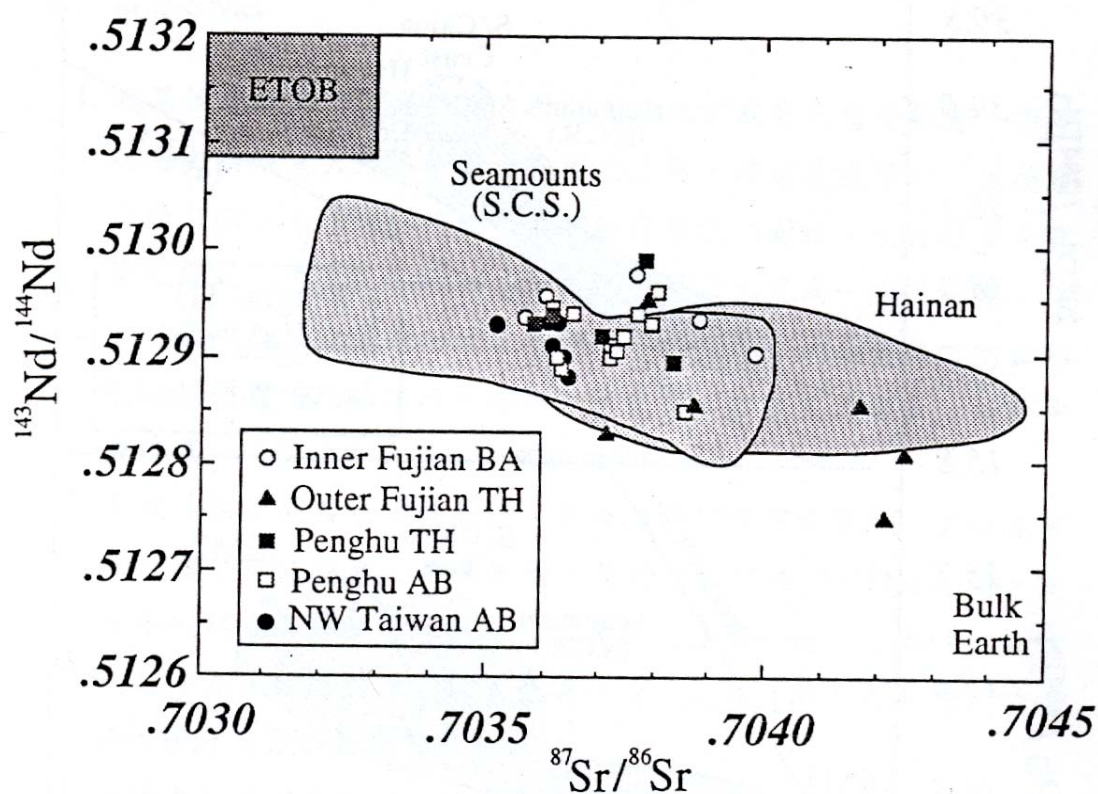 .5132
ETOB
.5131
Seamounts
(S.C.S.)
.5130
Hainan
.5129
.5128
Inner Fujian BA
Outer Fujian TH
.5127
Penghu TH
Penghu AB
Bulk
Earth
NW Taiwan AB
.5126
.7030
.7035
.7040
.7045
¹⁴³Nd/¹⁴⁴Nd
⁸⁷Sr/⁸⁶Sr